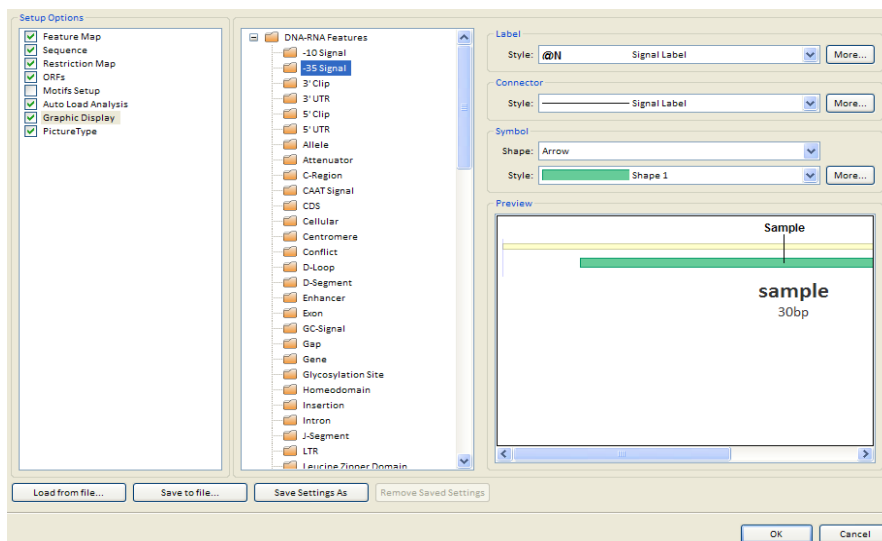 Setup Options
Feature Map
Sequence
Restriction Map
ORFs
Motifs Setup
Auto Load Analysis
Graphic Display
PictureType
DNA-RNA Features
-10 Signal
-35 Signal
3' Clip
3' UTR
5' Clip
5' UTR
Allele
Attenuator
C-Region
CAAT Signal
CDS
Cellular
Centromere
Conflict
D-Loop
D-Segment
Enhancer
Exon
GC-Signal
Gap
Gene
Glycosylation Site
Homeodomain
Insertion
Intron
J-Segment
LTR
Leucine Zipper Domain
Label
Style: @N Signal Label More...
Connector
Style: Signal Label More...
Symbol
Shape: Arrow
Style: Shape 1 More...
Preview
Sample
sample
30bp
Load from file... Save to file... Save Settings As Remove Saved Settings
OK Cancel